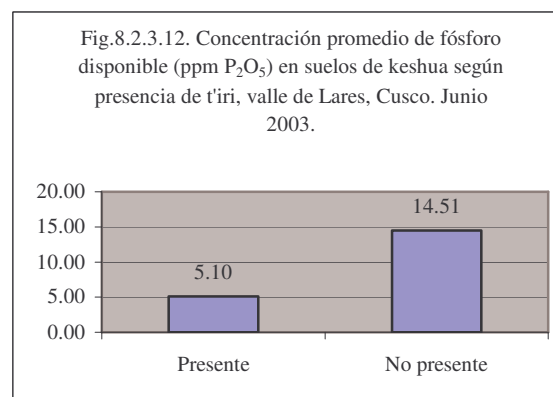 Fig.8.2.3.12. Concentración promedio de fósforo
disponible (ppm P₂O₅) en suelos de keshua según
presencia de t'iri, valle de Lares, Cusco. Junio
2003.
20.00
15.00
10.00
5.00
0.00
5.10
14.51
Presente
No presente